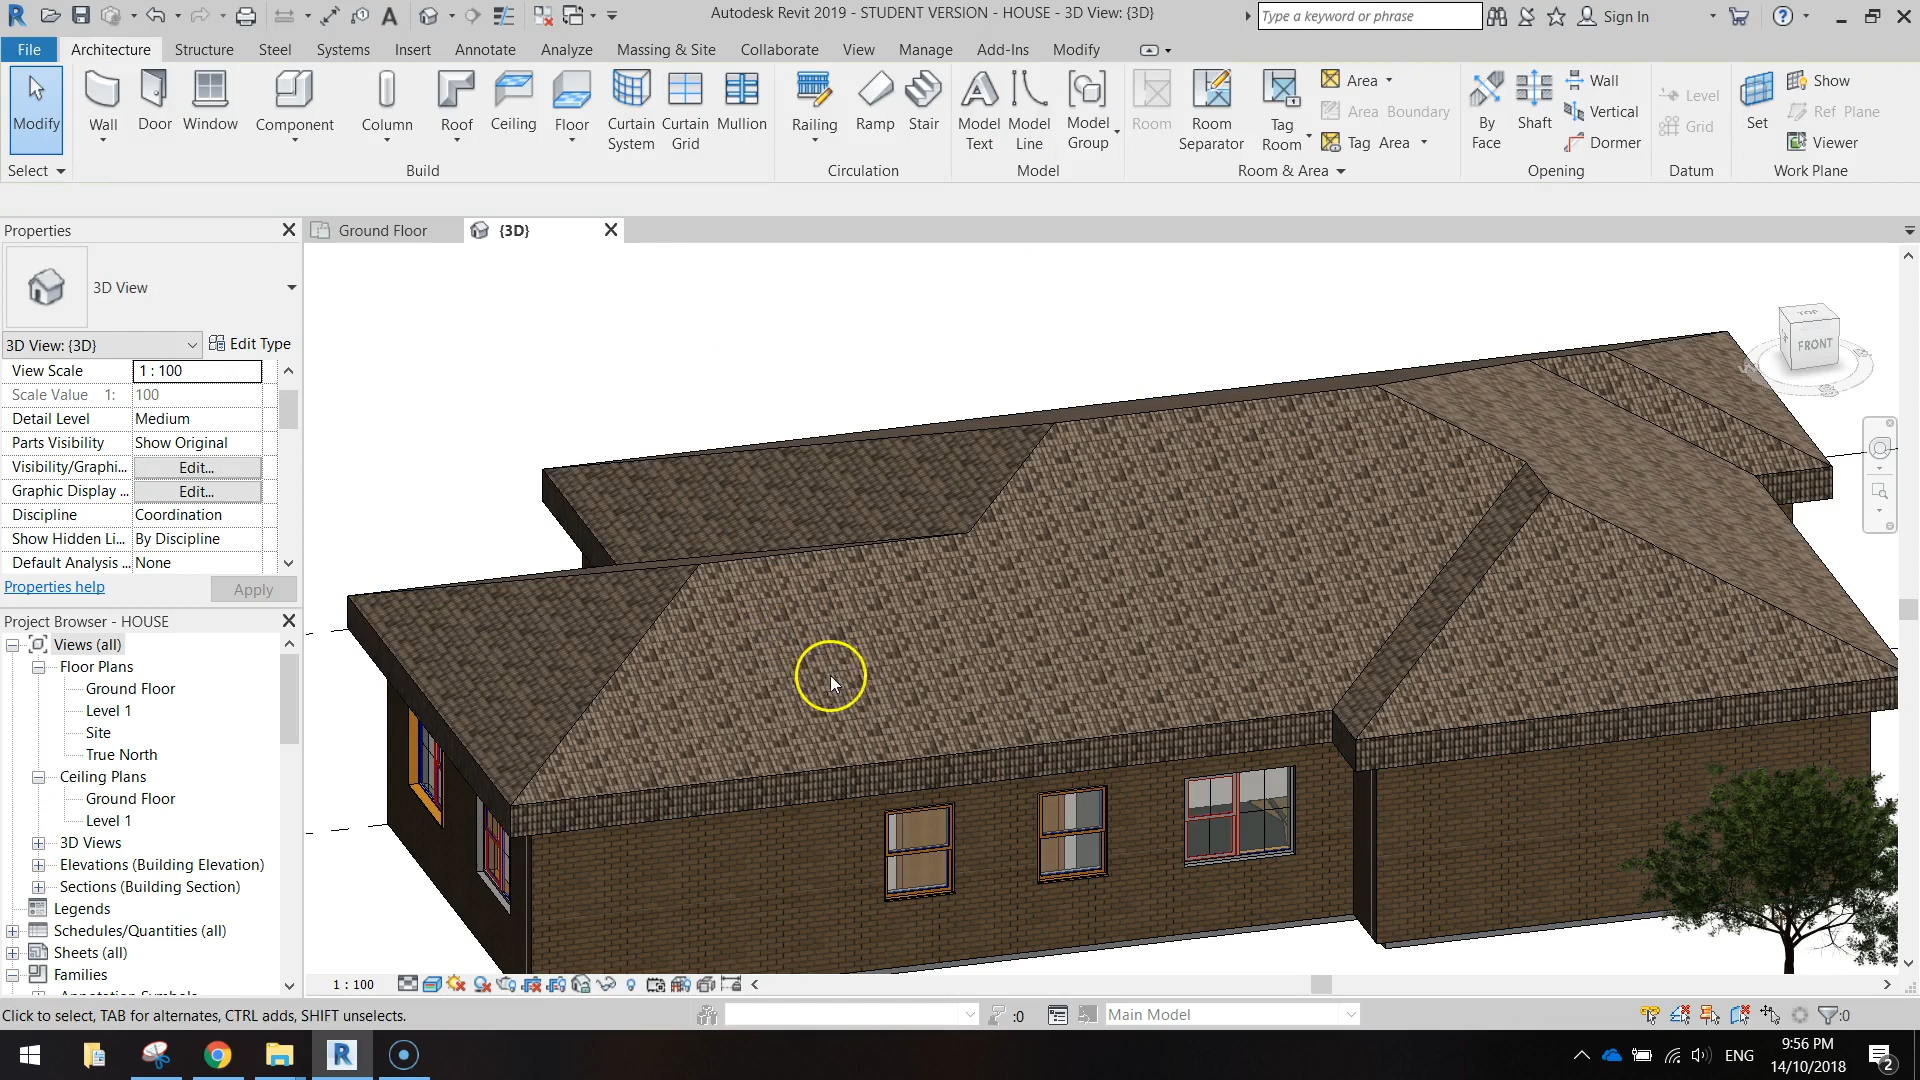 Autodesk Revit 2019 - STUDENT VERSION - HOUSE - 3D View: {3D}
Type a keyword or phrase
Sign In
File Architecture Structure Steel Systems Insert Annotate Analyze Massing & Site Collaborate View Manage Add-Ins Modify
Modify
Wall
Door
Window
Component
Column
Roof
Ceiling
Floor
Curtain System
Curtain Grid
Mullion
Railing
Ramp
Stair
Model Text
Model Line
Model Group
Room
Room Separator
Tag Room
Area
Area Boundary
Tag Area
By Face
Shaft
Wall
Vertical
Dormer
Level
Grid
Set
Show
Ref Plane
Viewer
Select
Build
Circulation
Model
Room & Area
Opening
Datum
Work Plane
Properties
Ground Floor
{3D}
3D View
3D View: {3D}
Edit Type
View Scale 1 : 100
Scale Value 1: 100
Detail Level Medium
Parts Visibility Show Original
Visibility/Graphi... Edit...
Graphic Display ... Edit...
Discipline Coordination
Show Hidden Li... By Discipline
Default Analysis ... None
Properties help
Apply
TOP
FRONT
Project Browser - HOUSE
Views (all)
Floor Plans
Ground Floor
Level 1
Site
True North
Ceiling Plans
Ground Floor
Level 1
3D Views
Elevations (Building Elevation)
Sections (Building Section)
Legends
Schedules/Quantities (all)
Sheets (all)
Families
1 : 100
Click to select, TAB for alternates, CTRL adds, SHIFT unselects.
:0
Main Model
:0
ENG
9:56 PM
14/10/2018
2